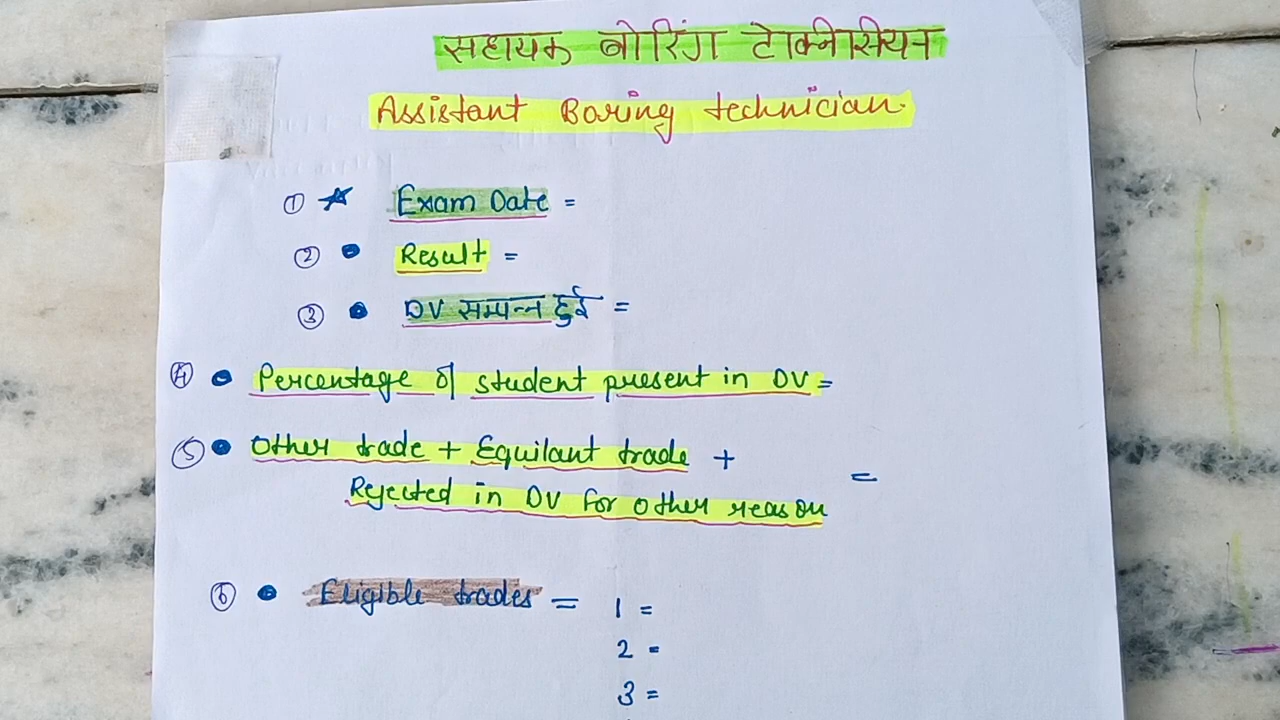 सहायक बोरिंग टेक्नीशियन
Assistant Boring technician.
① ★ Exam Date =
② • Result =
③ • DV सम्पन्न हुई =
④ • Percentage of student present in DV =
⑤ • Other trade + Equilant trade +
Rejected in DV for other reason =
⑥ • Eligible trades = 1 =
2 =
3 =